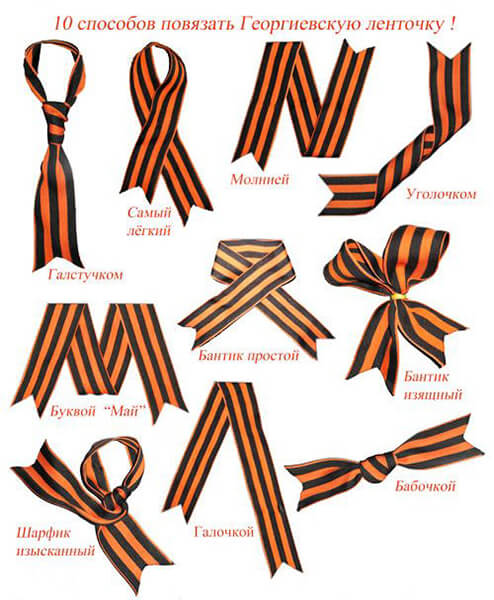 10 способов повязать Георгиевскую ленточку !
Галстучком
Самый
лёгкий
Молнией
Уголочком
Буквой “Май”
Бантик простой
Бантик
изящный
Шарфик
изысканный
Галочкой
Бабочкой